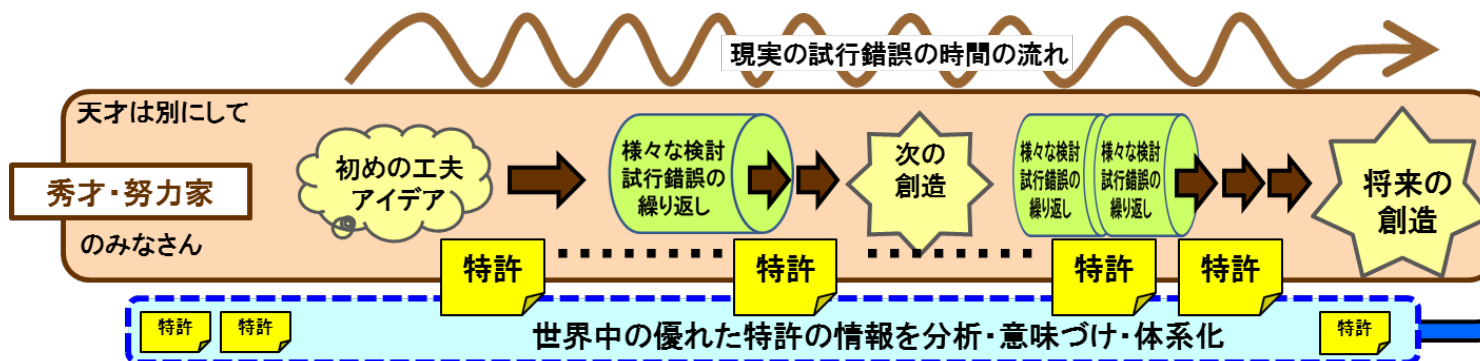 現実の試行錯誤の時間の流れ
天才は別にして
秀才・努力家
のみなさん
初めの工夫
アイデア
様々な検討
試行錯誤の
繰り返し
次の
創造
様々な検討
試行錯誤の
繰り返し
様々な検討
試行錯誤の
繰り返し
将来の
創造
特許
特許
特許
特許
特許
特許
世界中の優れた特許の情報を分析・意味づけ・体系化
特許